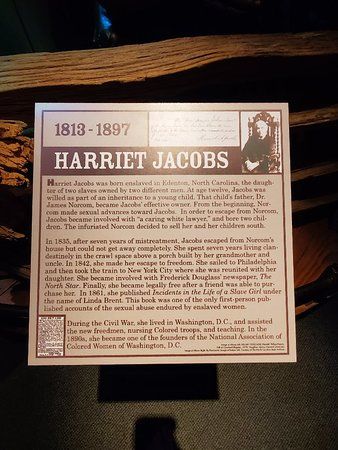 1813 - 1897
HARRIET JACOBS
Harriet Jacobs was born enslaved in Edenton, North Carolina, the daugh-
ter of two slaves owned by two different men. At age twelve, Jacobs was
willed as part of an inheritance to a young child. That child's father, Dr.
James Norcom, became Jacobs' effective owner. From the beginning, Nor-
com made sexual advances toward Jacobs. In order to escape from Norcom,
Jacobs became involved with "a caring white lawyer," and bore two chil-
dren. The infuriated Norcom decided to sell her and her children south.
In 1835, after seven years of mistreatment, Jacobs escaped from Norcom's
house but could not get away completely. She spent seven years living clan-
destinely in the crawl space above a porch built by her grandmother and
uncle. In 1842, she made her escape to freedom. She sailed to Philadelphia
and then took the train to New York City where she was reunited with her
daughter. She became involved with Frederick Douglass' newspaper, The
North Star. Finally, she became legally free after a friend was able to pur-
chase her. In 1861, she published Incidents in the Life of a Slave Girl under
the name of Linda Brent. This book was one of the only first-person pub-
lished accounts of the sexual abuse endured by enslaved women.
During the Civil War, she lived in Washington, D.C., and assisted
the new freedmen, nursing Colored troops, and teaching. In the
1890s, she became one of the founders of the National Association of
Colored Women of Washington, D.C.